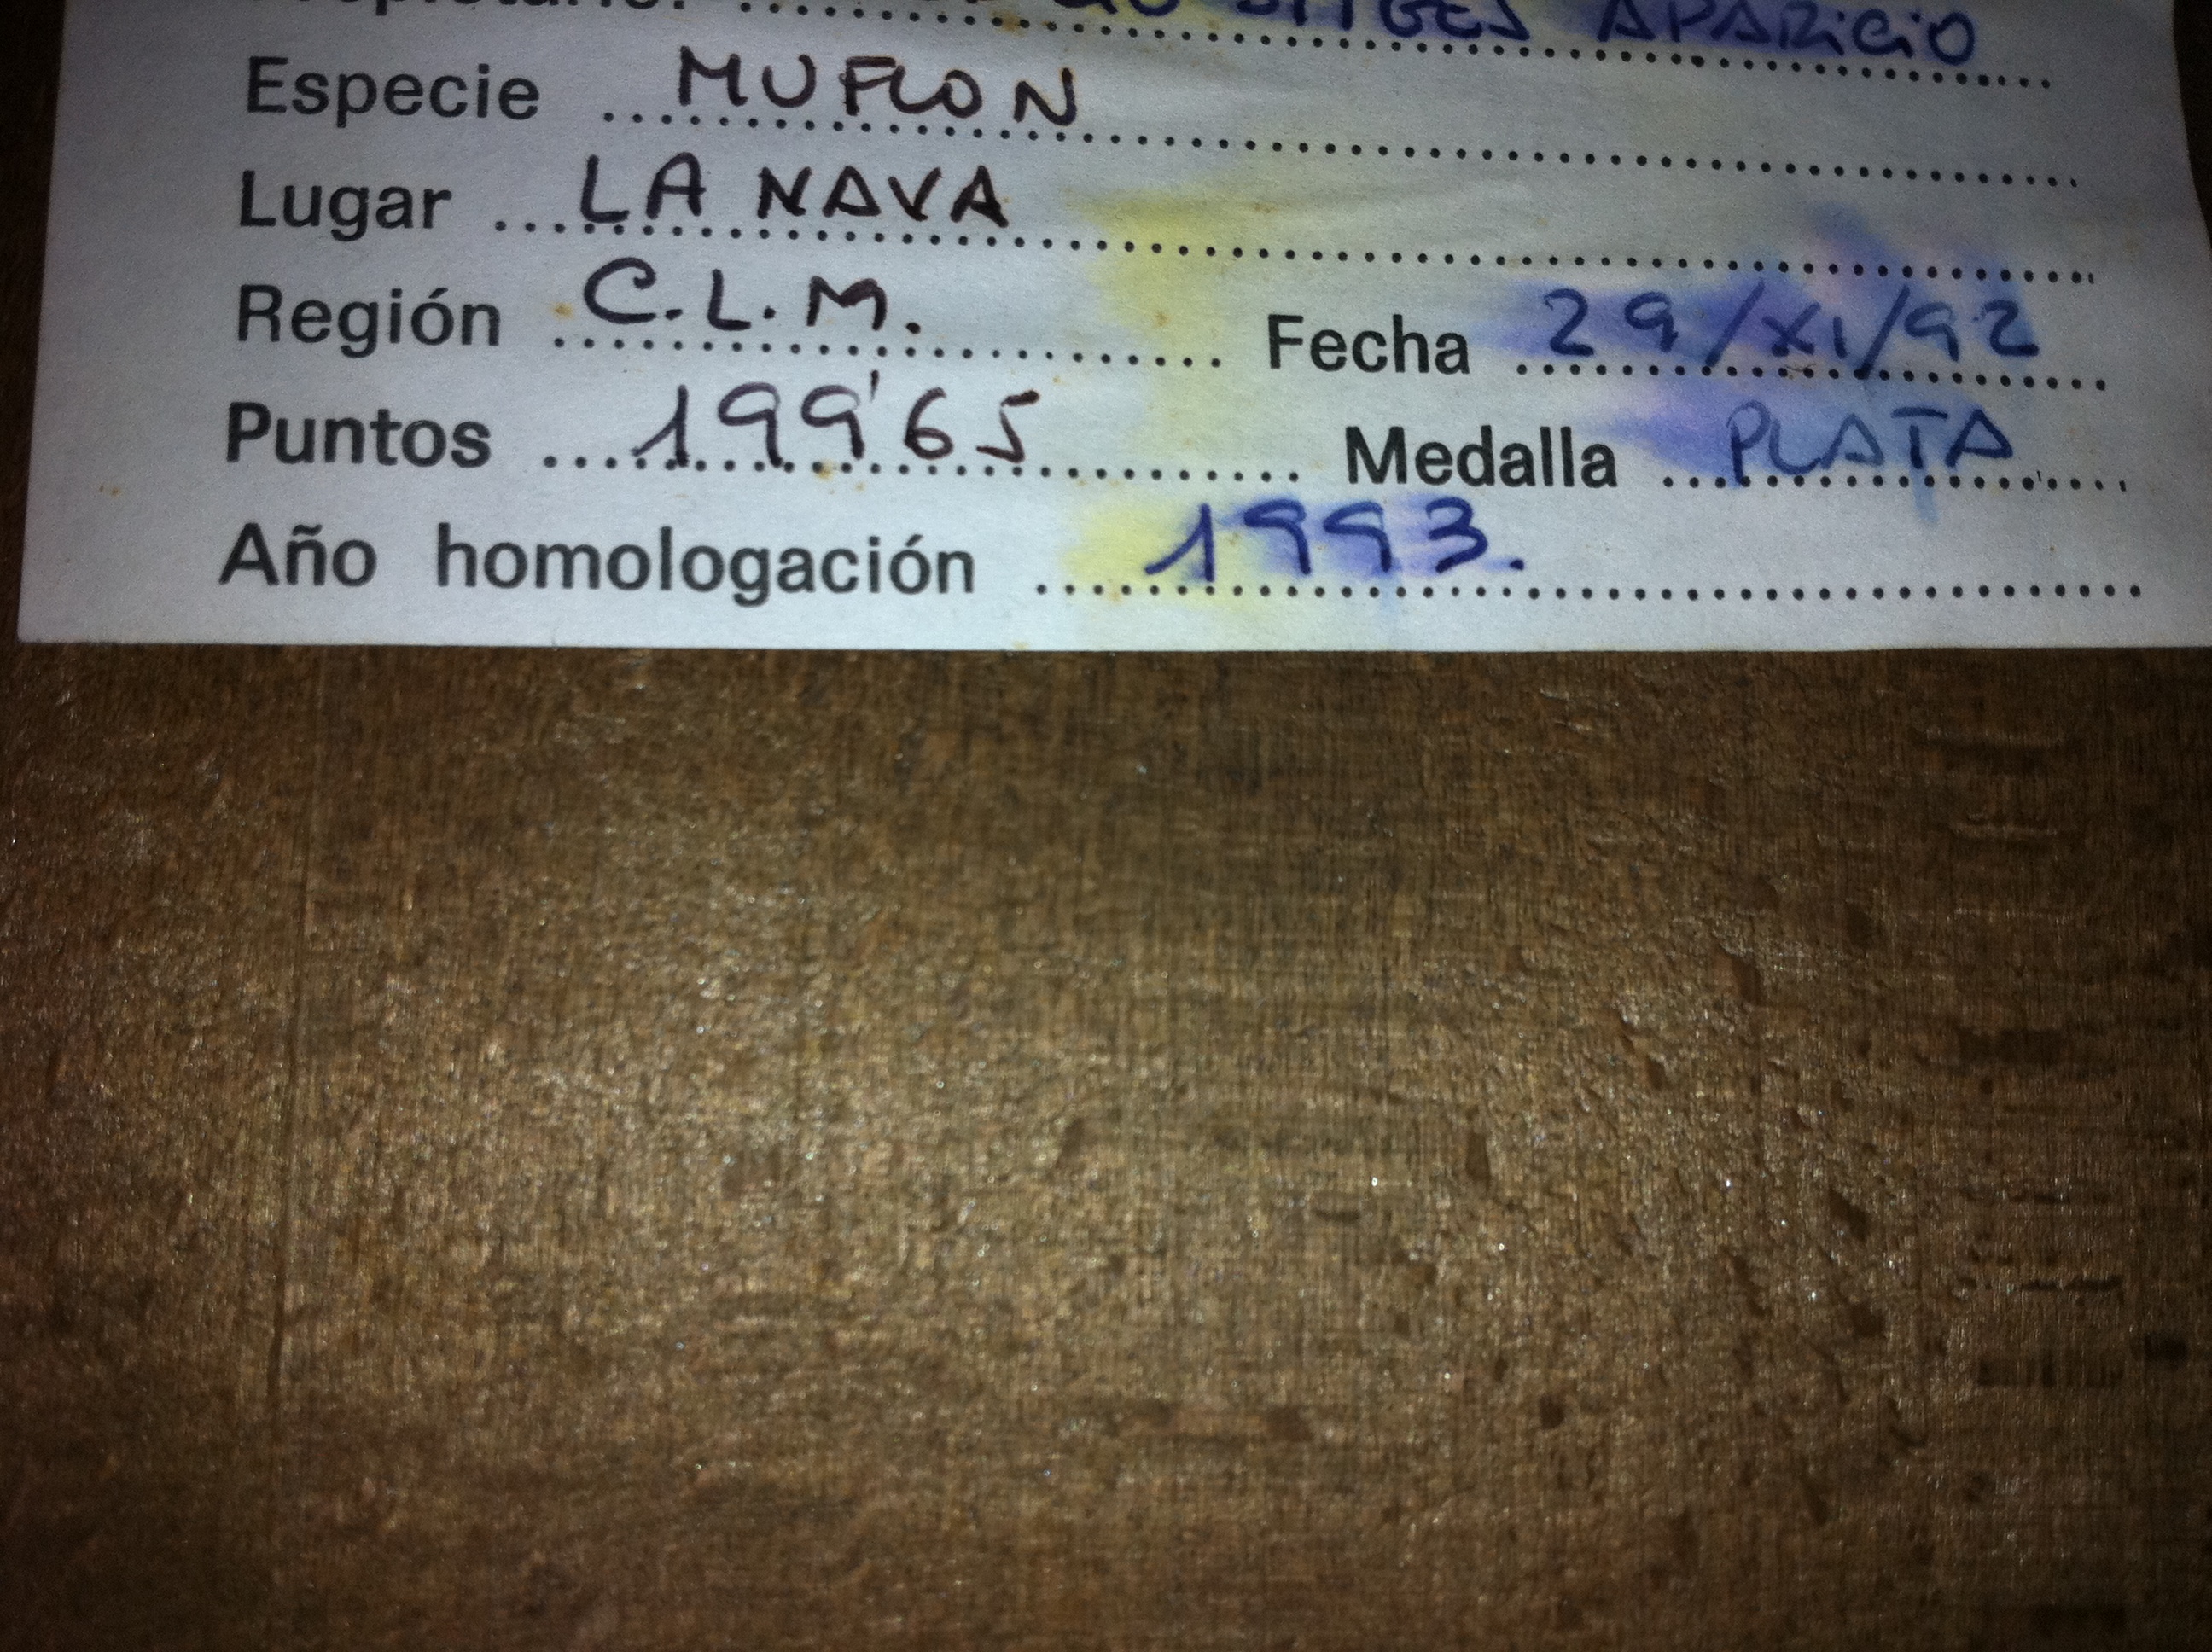 SITGES APARICIO
Especie MUFLON
Lugar LA NAVA
Región C.L.M. Fecha 29/XI/92
Puntos 199'65 Medalla PLATA
Año homologación 1993.